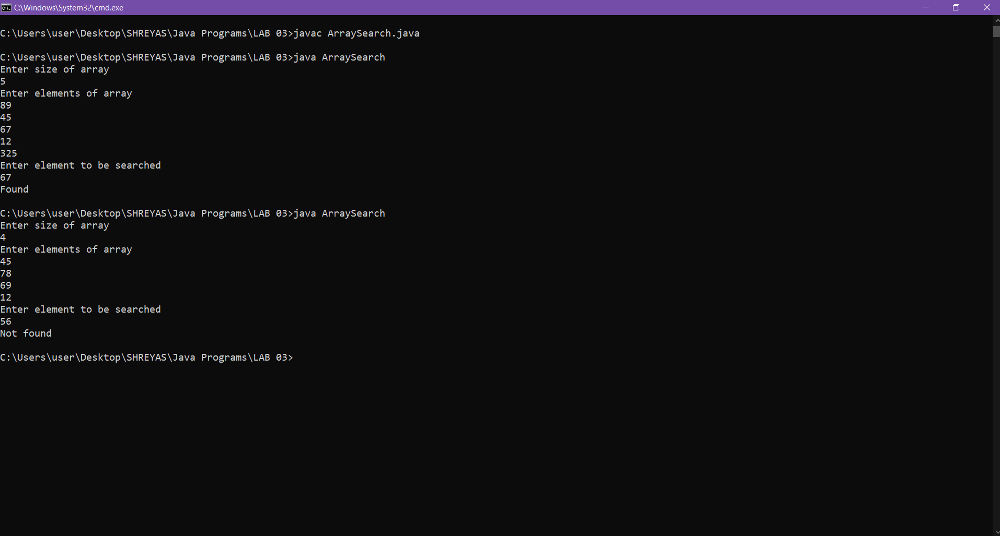 C:\Windows\System32\cmd.exe
C:\Users\user\Desktop\SHREYAS\Java Programs\LAB 03>javac ArraySearch.java
C:\Users\user\Desktop\SHREYAS\Java Programs\LAB 03>java ArraySearch
Enter size of array
5
Enter elements of array
89
45
67
12
325
Enter element to be searched
67
Found
C:\Users\user\Desktop\SHREYAS\Java Programs\LAB 03>java ArraySearch
Enter size of array
4
Enter elements of array
45
78
69
12
Enter element to be searched
56
Not found
C:\Users\user\Desktop\SHREYAS\Java Programs\LAB 03>